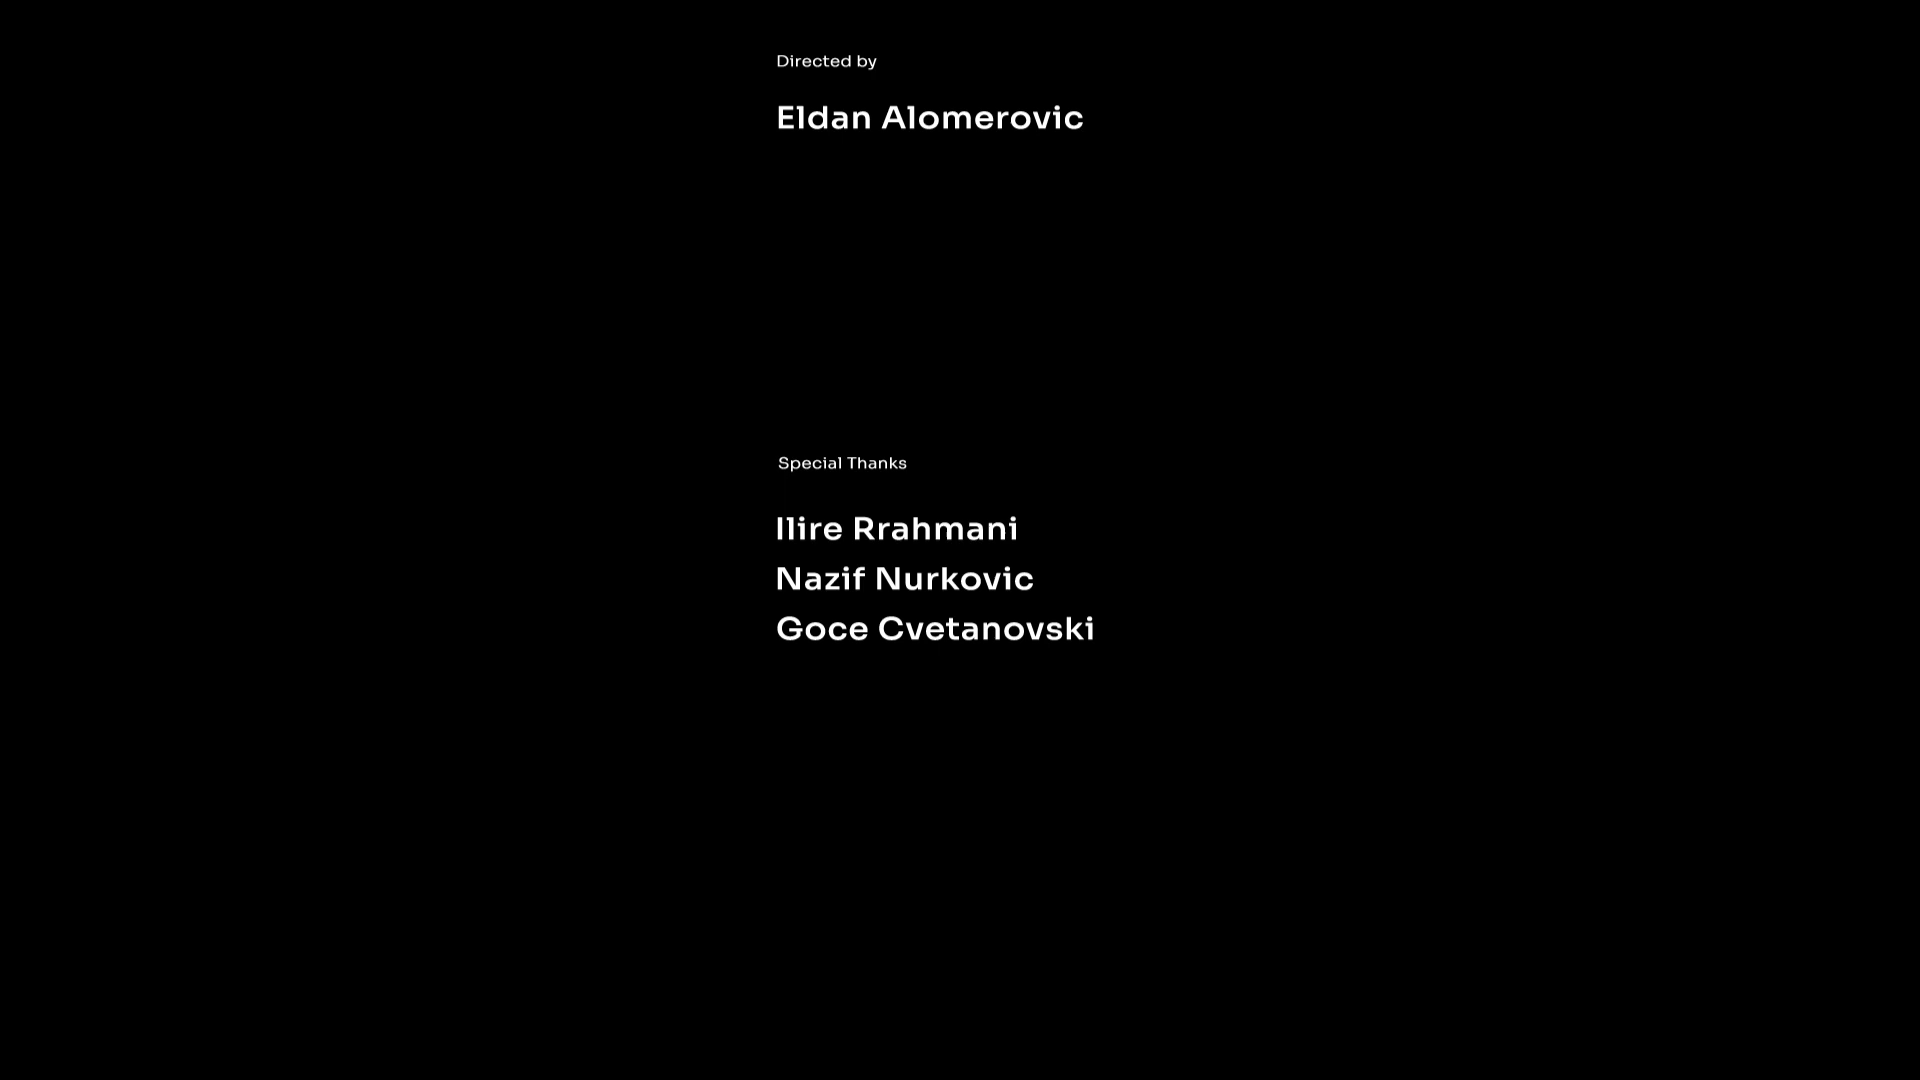 Directed by
Eldan Alomerovic
Special Thanks
Ilire Rrahmani
Nazif Nurkovic
Goce Cvetanovski